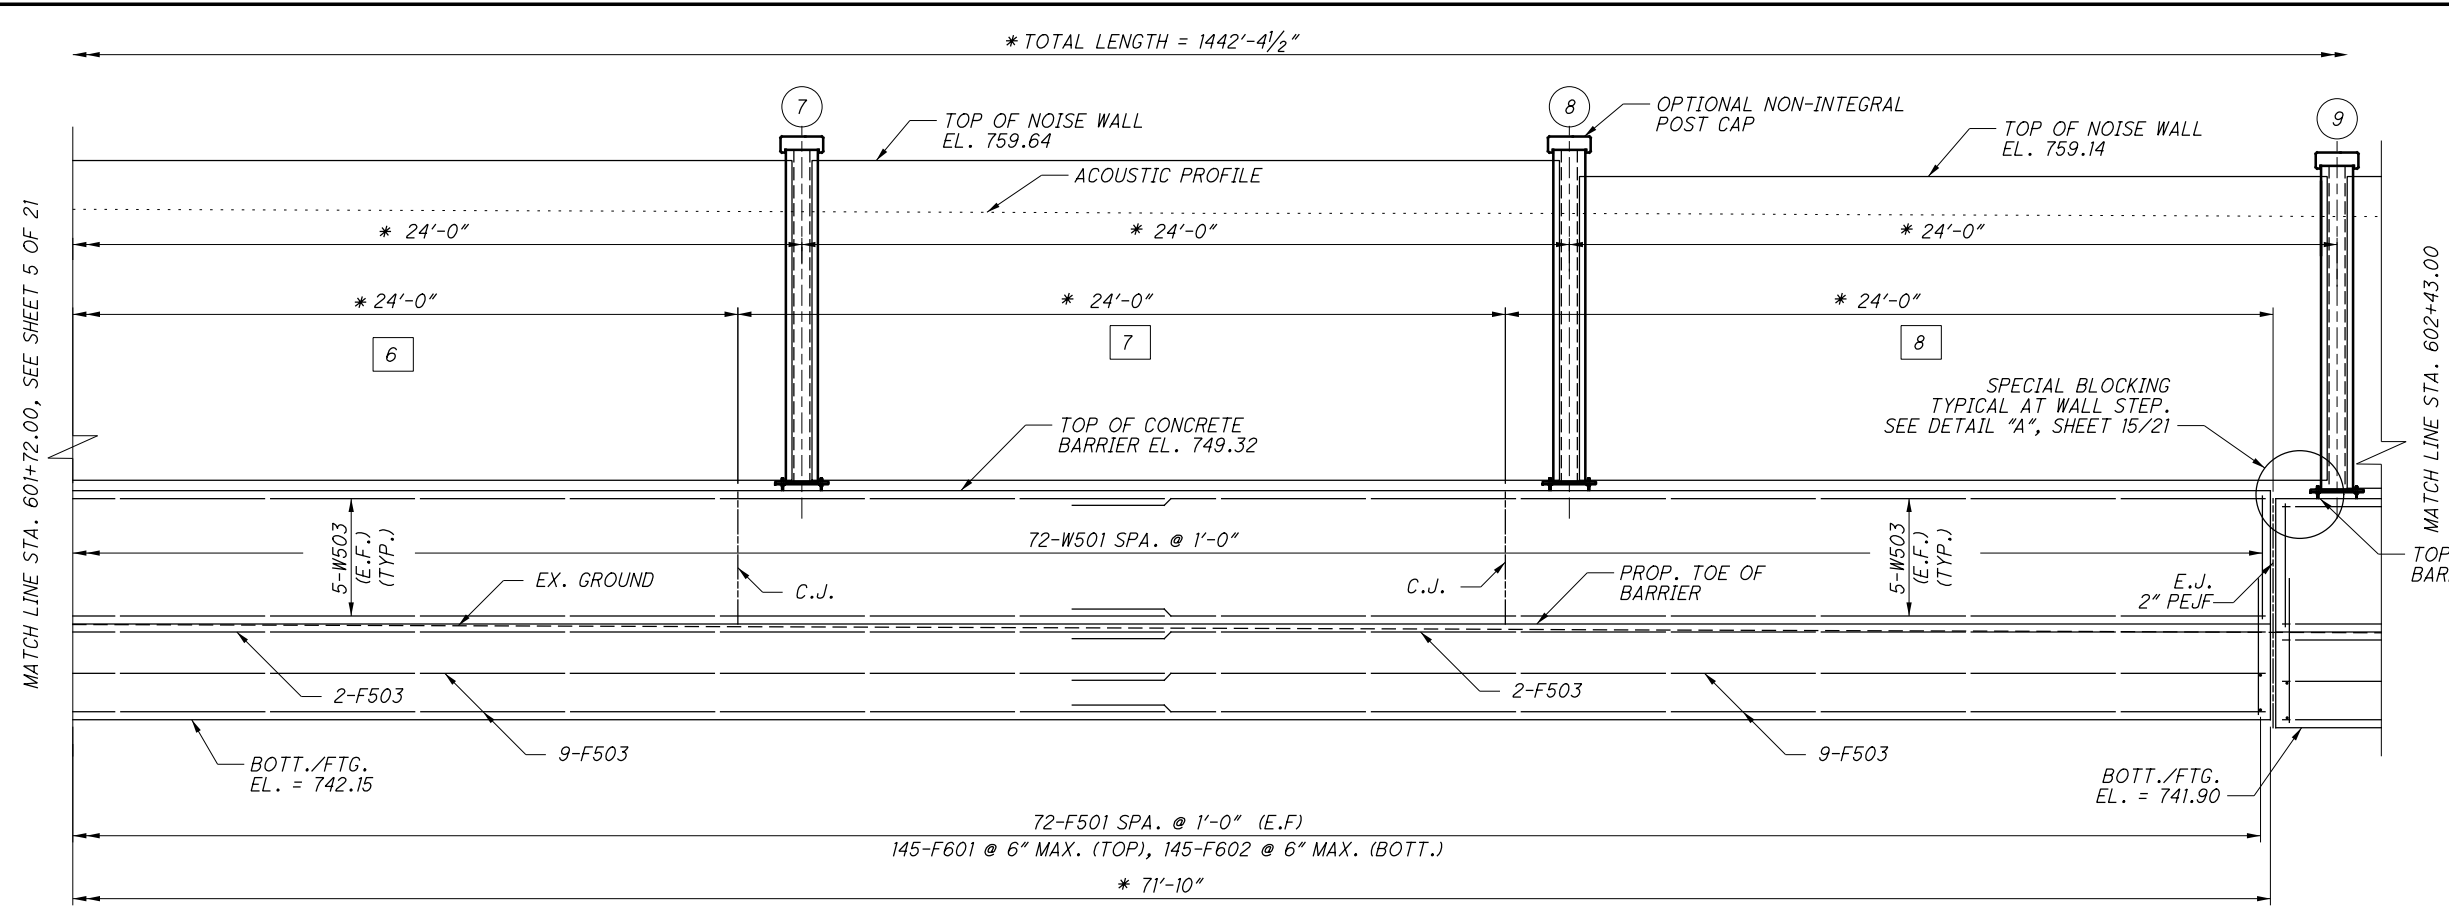 * TOTAL LENGTH = 1442'-4½"
7
8
9
TOP OF NOISE WALL
EL. 759.64
OPTIONAL NON-INTEGRAL
POST CAP
TOP OF NOISE WALL
EL. 759.14
ACOUSTIC PROFILE
* 24'-0"
* 24'-0"
* 24'-0"
* 24'-0"
* 24'-0"
* 24'-0"
6
7
8
MATCH LINE STA. 601+72.00, SEE SHEET 5 OF 21
MATCH LINE STA. 602+43.00
SPECIAL BLOCKING
TYPICAL AT WALL STEP.
SEE DETAIL "A", SHEET 15/21
TOP OF CONCRETE
BARRIER EL. 749.32
5-W503
(E.F.)
(TYP.)
72-W501 SPA. @ 1'-0"
5-W503
(E.F.)
(TYP.)
EX. GROUND
C.J.
C.J.
PROP. TOE OF
BARRIER
E.J.
2" PEJF
TOP
BAR
2-F503
2-F503
9-F503
9-F503
BOTT./FTG.
EL. = 742.15
BOTT./FTG.
EL. = 741.90
72-F501 SPA. @ 1'-0" (E.F)
145-F601 @ 6" MAX. (TOP), 145-F602 @ 6" MAX. (BOTT.)
* 71'-10"